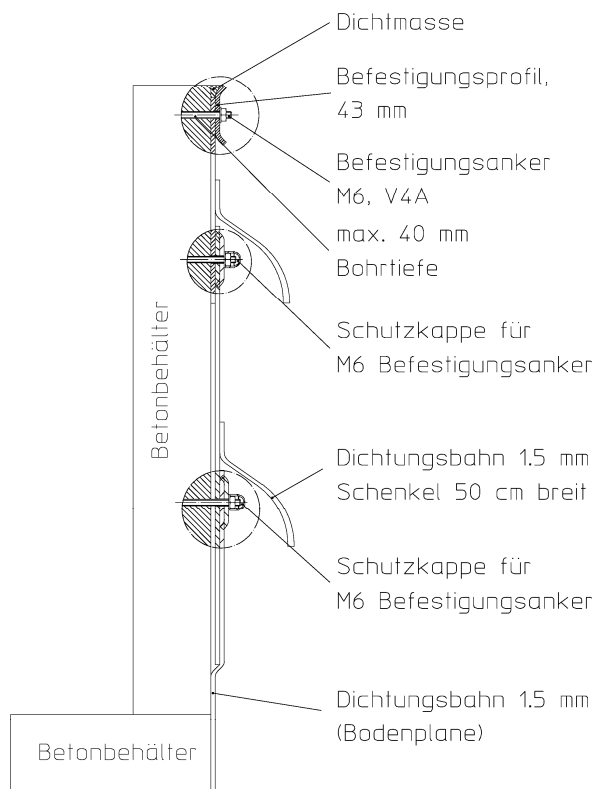 Dichtmasse
Befestigungsprofil,
43 mm
Befestigungsanker
M6, V4A
max. 40 mm
Bohrtiefe
Schutzkappe für
M6 Befestigungsanker
Betonbehälter
Dichtungsbahn 1.5 mm
Schenkel 50 cm breit
Schutzkappe für
M6 Befestigungsanker
Dichtungsbahn 1.5 mm
(Bodenplane)
Betonbehälter